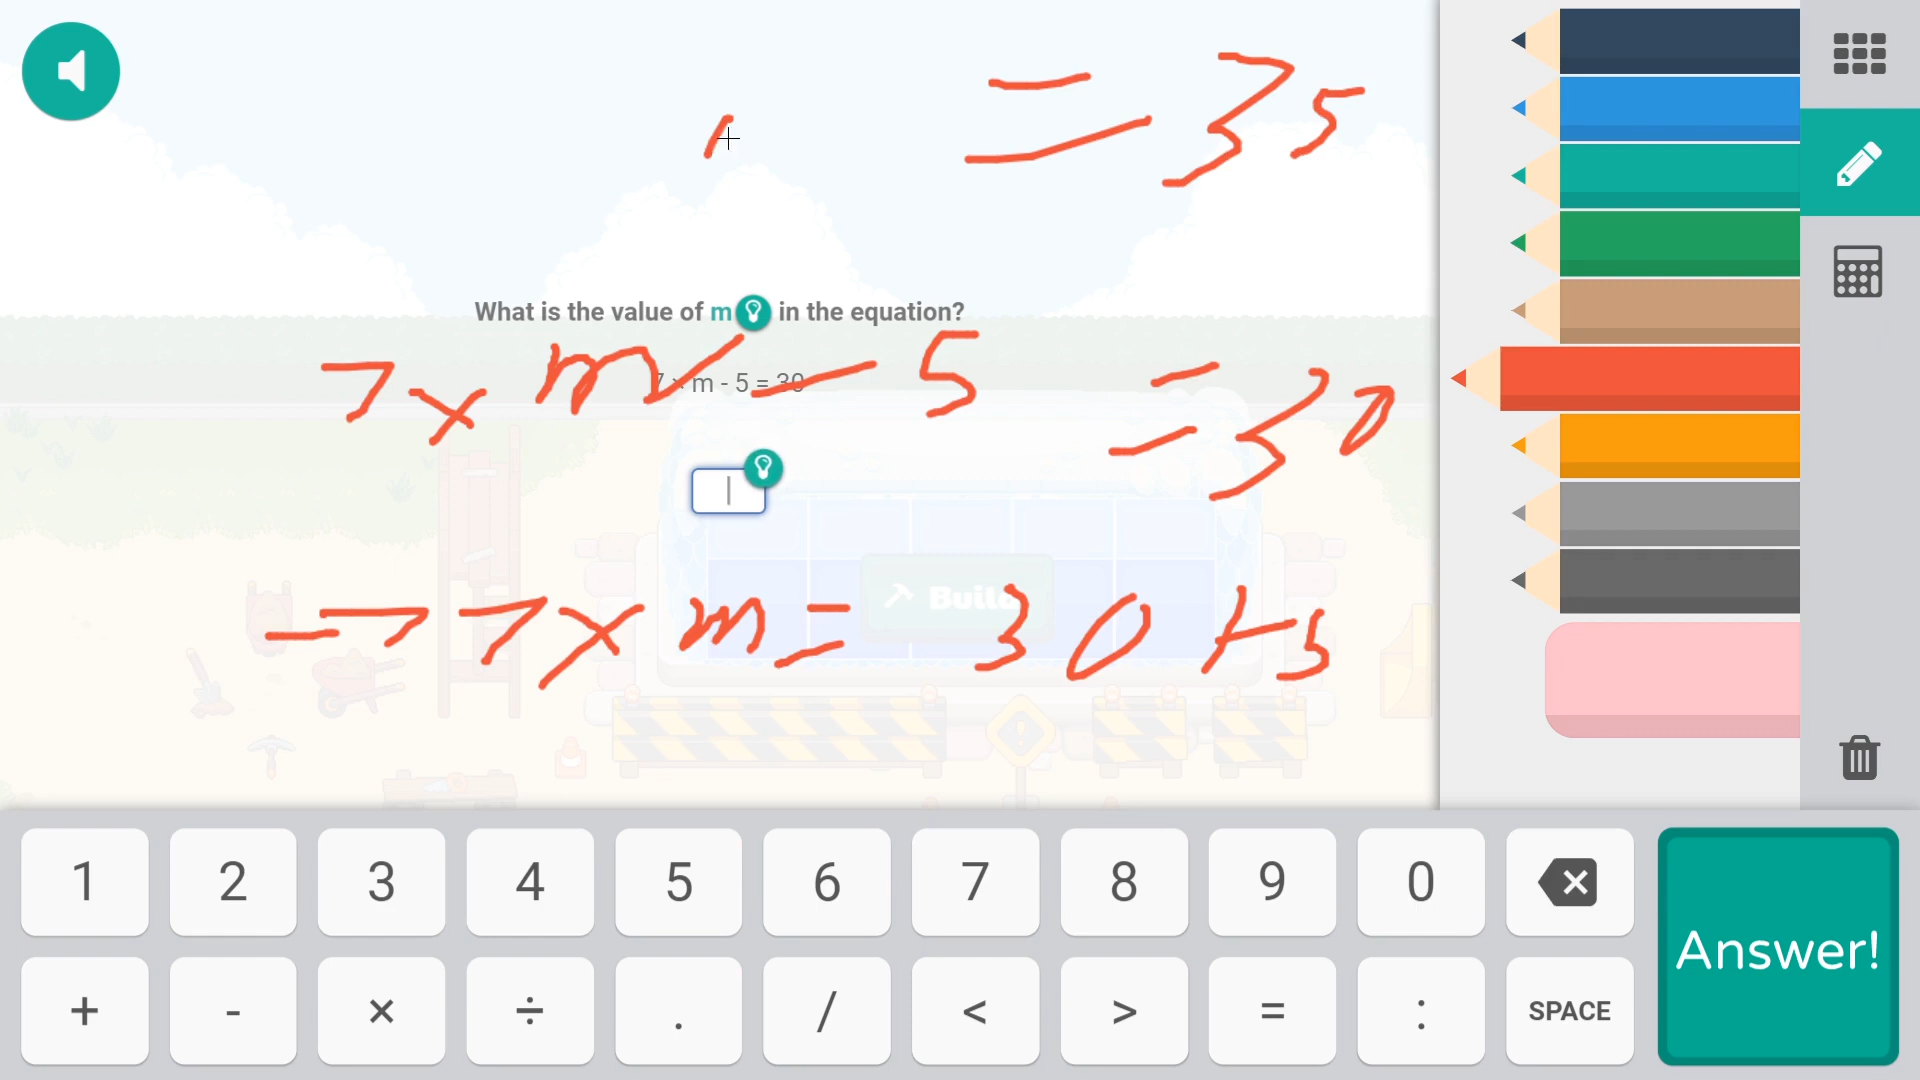 = 35
What is the value of m in the equation?
7 × m - 5 = 30
7 x m - 5 = 30
Build
→ 7 x m = 30 + 5
1 2 3 4 5 6 7 8 9 0
+ - × ÷ . / < > = : SPACE
Answer!